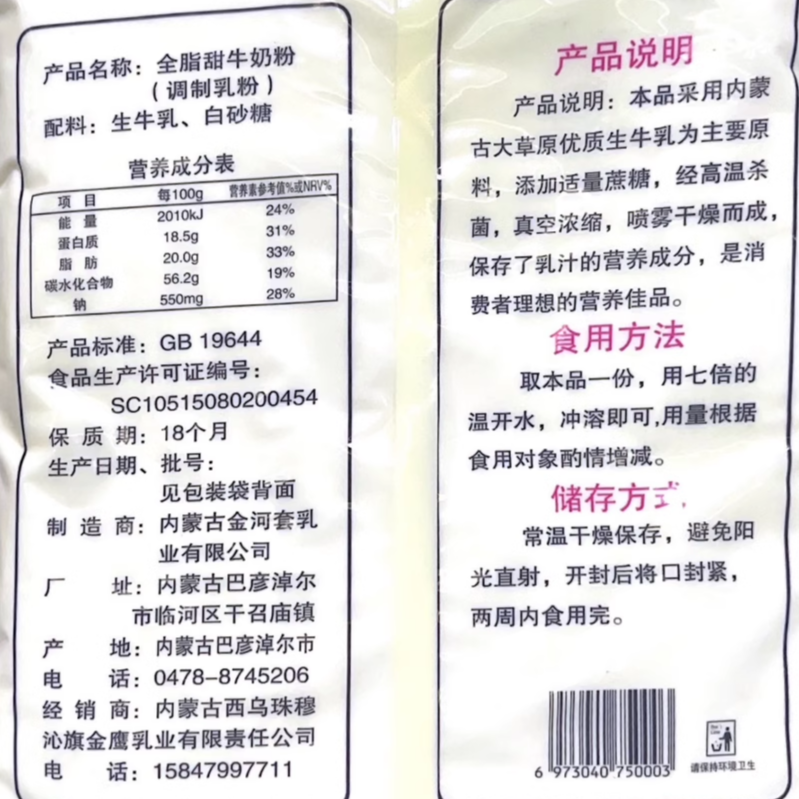 产品名称：全脂甜牛奶粉
（调制乳粉）
配料：生牛乳、白砂糖
营养成分表
项 目 每100g 营养素参考值%或NRV%
能 量 2010kJ 24%
蛋白质 18.5g 31%
脂 肪 20.0g 33%
碳水化合物 56.2g 19%
钠 550mg 28%
产品标准：GB 19644
食品生产许可证编号：
SC10515080200454
保 质 期：18个月
生产日期、批号：
见包装袋背面
制 造 商：内蒙古金河套乳
业有限公司
厂 址：内蒙古巴彦淖尔
市临河区干召庙镇
产 地：内蒙古巴彦淖尔市
电 话：0478-8745206
经 销 商：内蒙古西乌珠穆
沁旗金鹰乳业有限责任公司
电 话：15847997711
产品说明
产品说明：本品采用内蒙
古大草原优质生牛乳为主要原
料，添加适量蔗糖，经高温杀
菌，真空浓缩，喷雾干燥而成，
保存了乳汁的营养成分，是消
费者理想的营养佳品。
食用方法
取本品一份，用七倍的
温开水，冲溶即可,用量根据
食用对象酌情增减。
储存方式
常温干燥保存，避免阳
光直射，开封后将口封紧，
两周内食用完。
6 973040 750003
请保持环境卫生